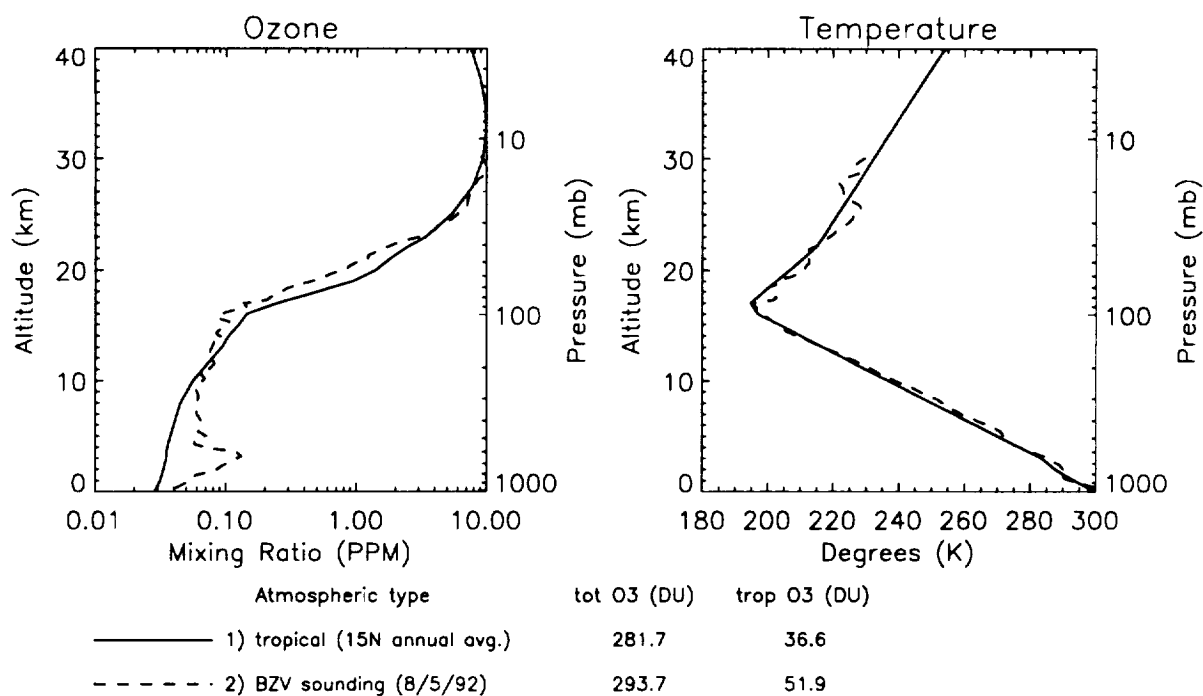 Ozone
40
30
20
10
0
Altitude (km)
10
100
1000
Pressure (mb)
0.01 0.10 1.00 10.00
Mixing Ratio (PPM)
Temperature
40
30
20
10
0
Altitude (km)
10
100
1000
Pressure (mb)
180 200 220 240 260 280 300
Degrees (K)
Atmospheric type tot O3 (DU) trop O3 (DU)
1) tropical (15N annual avg.) 281.7 36.6
2) BZV sounding (8/5/92) 293.7 51.9